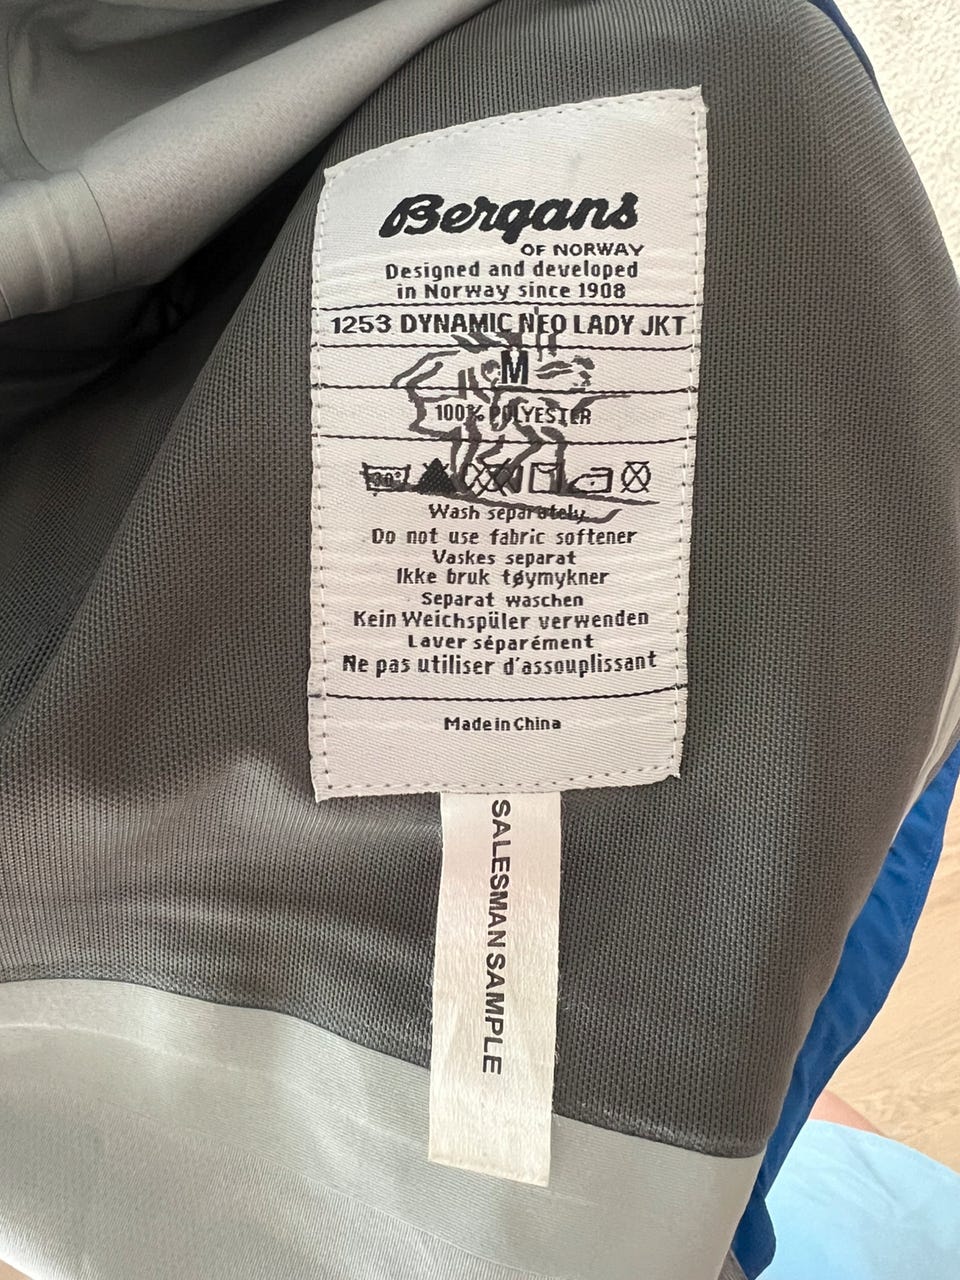 Bergans
OF NORWAY
Designed and developed
in Norway since 1908
1253 DYNAMIC NEO LADY JKT
M
100% POLYESTER
30°
Wash separately
Do not use fabric softener
Vaskes separat
Ikke bruk tøymykner
Separat waschen
Kein Weichspüler verwenden
Laver séparément
Ne pas utiliser d'assouplissant
Made in China
SALESMAN SAMPLE